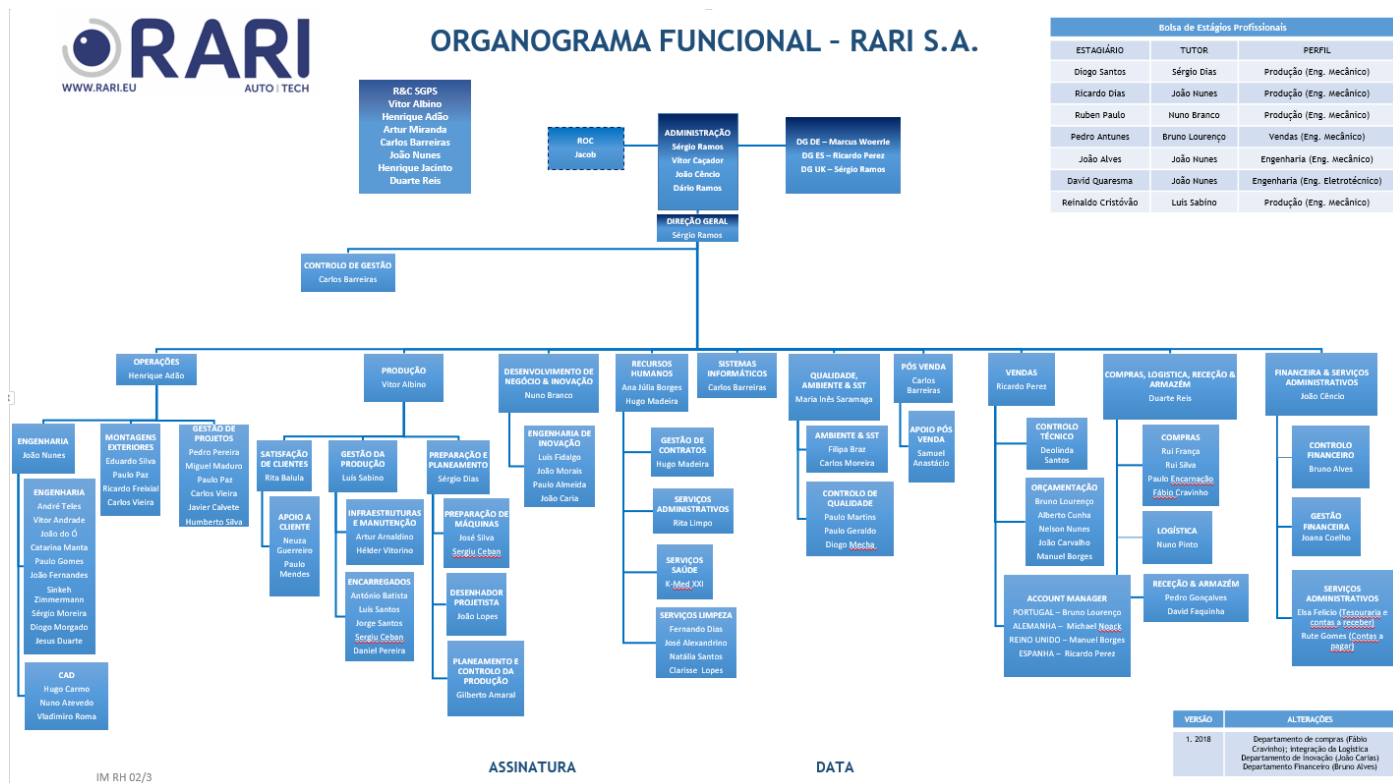 RARI
WWW.RARI.EU
AUTO | TECH
ORGANOGRAMA FUNCIONAL – RARI S.A.
R&C SGPS
Vitor Albino
Henrique Adão
Artur Miranda
Carlos Barreiras
João Nunes
Henrique Jacinto
Duarte Reis
ROC
Jacob
ADMINISTRAÇÃO
Sérgio Ramos
Vítor Caçador
João Cêncio
Dário Ramos
DG DE – Marcus Woerrle
DG ES – Ricardo Perez
DG UK – Sérgio Ramos
Bolsa de Estágios Profissionais
ESTAGIÁRIO TUTOR PERFIL
Diogo Santos Sérgio Dias Produção (Eng. Mecânico)
Ricardo Dias João Nunes Produção (Eng. Mecânico)
Ruben Paulo Nuno Branco Produção (Eng. Mecânico)
Pedro Antunes Bruno Lourenço Vendas (Eng. Mecânico)
João Alves João Nunes Engenharia (Eng. Mecânico)
David Quaresma João Nunes Engenharia (Eng. Eletrotécnico)
Reinaldo Cristóvão Luis Sabino Produção (Eng. Mecânico)
DIREÇÃO GERAL
Sérgio Ramos
CONTROLO DE GESTÃO
Carlos Barreiras
OPERAÇÕES
Henrique Adão
ENGENHARIA
João Nunes
ENGENHARIA
André Teles
Vitor Andrade
João do Ó
Catarina Manta
Paulo Gomes
João Fernandes
Sinkeh
Zimmermann
Sérgio Moreira
Diogo Morgado
Jesus Duarte
CAD
Hugo Carmo
Nuno Azevedo
Vladimiro Roma
MONTAGENS
EXTERIORES
Eduardo Silva
Paulo Paz
Ricardo Freixial
Carlos Vieira
GESTÃO DE
PROJETOS
Pedro Pereira
Miguel Maduro
Paulo Paz
Carlos Vieira
Javier Calvete
Humberto Silva
PRODUÇÃO
Vitor Albino
SATISFAÇÃO
DE CLIENTES
Rita Balula
APOIO A
CLIENTE
Neuza
Guerreiro
Paulo
Mendes
GESTÃO DA
PRODUÇÃO
Luís Sabino
INFRAESTRUTURAS
E MANUTENÇÃO
Artur Arnaldino
Hélder Vitorino
ENCARREGADOS
António Batista
Luís Santos
Jorge Santos
Sergiu Ceban
Daniel Pereira
PREPARAÇÃO E
PLANEAMENTO
Sérgio Dias
PREPARAÇÃO DE
MÁQUINAS
José Silva
Sergiu Ceban
DESENHADOR
PROJETISTA
João Lopes
PLANEAMENTO E
CONTROLO DA
PRODUÇÃO
Gilberto Amaral
DESENVOLVIMENTO DE
NEGÓCIO & INOVAÇÃO
Nuno Branco
ENGENHARIA DE
INOVAÇÃO
Luís Fidalgo
João Morais
Paulo Almeida
João Caria
RECURSOS
HUMANOS
Ana Júlia Borges
Hugo Madeira
GESTÃO DE
CONTRATOS
Hugo Madeira
SERVIÇOS
ADMINISTRATIVOS
Rita Limpo
SERVIÇOS
SAÚDE
K-Med XXI
SERVIÇOS LIMPEZA
Fernando Dias
José Alexandrino
Natália Santos
Clarisse Lopes
SISTEMAS
INFORMÁTICOS
Carlos Barreiras
QUALIDADE,
AMBIENTE & SST
Maria Inês Saramaga
AMBIENTE & SST
Filipa Braz
Carlos Moreira
CONTROLO DE
QUALIDADE
Paulo Martins
Paulo Geraldo
Diogo Mecha
PÓS VENDA
Carlos
Barreiras
APOIO PÓS
VENDA
Samuel
Anastácio
VENDAS
Ricardo Perez
CONTROLO
TÉCNICO
Deolinda
Santos
ORÇAMENTAÇÃO
Bruno Lourenço
Alberto Cunha
Nelson Nunes
João Carvalho
Manuel Borges
ACCOUNT MANAGER
PORTUGAL – Bruno Lourenço
ALEMANHA – Michael Noack
REINO UNIDO – Manuel Borges
ESPANHA – Ricardo Perez
COMPRAS, LOGISTICA, RECEÇÃO &
ARMAZÉM
Duarte Reis
COMPRAS
Rui França
Rui Silva
Paulo Encarnação
Fábio Cravinho
LOGÍSTICA
Nuno Pinto
RECEÇÃO & ARMAZÉM
Pedro Gonçalves
David Faquinha
FINANCEIRA & SERVIÇOS
ADMINISTRATIVOS
João Cêncio
CONTROLO
FINANCEIRO
Bruno Alves
GESTÃO
FINANCEIRA
Joana Coelho
SERVIÇOS
ADMINISTRATIVOS
Elsa Felicio (Tesouraria e
contas a receber)
Rute Gomes (Contas a
pagar)
VERSÃO ALTERAÇÕES
1. 2018 Departamento de compras (Fábio
Cravinho); integração da Logística
Departamento de Inovação (João Carias)
Departamento Financeiro (Bruno Alves)
ASSINATURA DATA
IM RH 02/3